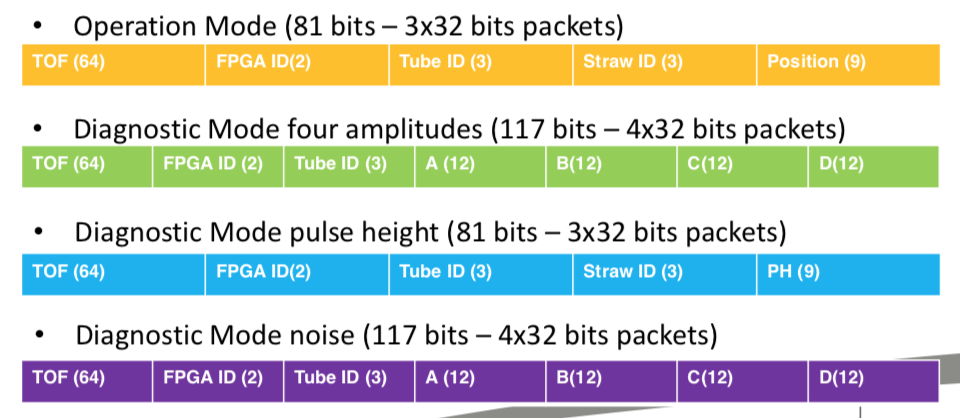 • Operation Mode (81 bits – 3x32 bits packets)
TOF (64) FPGA ID(2) Tube ID (3) Straw ID (3) Position (9)
• Diagnostic Mode four amplitudes (117 bits – 4x32 bits packets)
TOF (64) FPGA ID (2) Tube ID (3) A (12) B(12) C(12) D(12)
• Diagnostic Mode pulse height (81 bits – 3x32 bits packets)
TOF (64) FPGA ID(2) Tube ID (3) Straw ID (3) PH (9)
• Diagnostic Mode noise (117 bits – 4x32 bits packets)
TOF (64) FPGA ID (2) Tube ID (3) A (12) B(12) C(12) D(12)